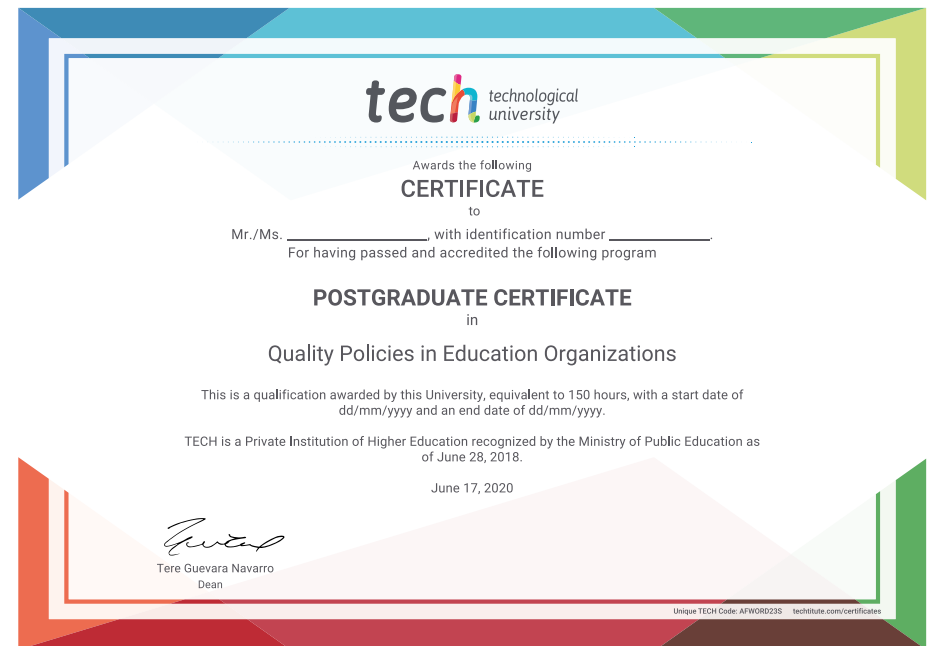 tech technological
university
Awards the following
CERTIFICATE
to
Mr./Ms. ____________________, with identification number ______________.
For having passed and accredited the following program
POSTGRADUATE CERTIFICATE
in
Quality Policies in Education Organizations
This is a qualification awarded by this University, equivalent to 150 hours, with a start date of
dd/mm/yyyy and an end date of dd/mm/yyyy.
TECH is a Private Institution of Higher Education recognized by the Ministry of Public Education as
of June 28, 2018.
June 17, 2020
Tere Guevara Navarro
Dean
Unique TECH Code: AFWORD23S techtitute.com/certificates